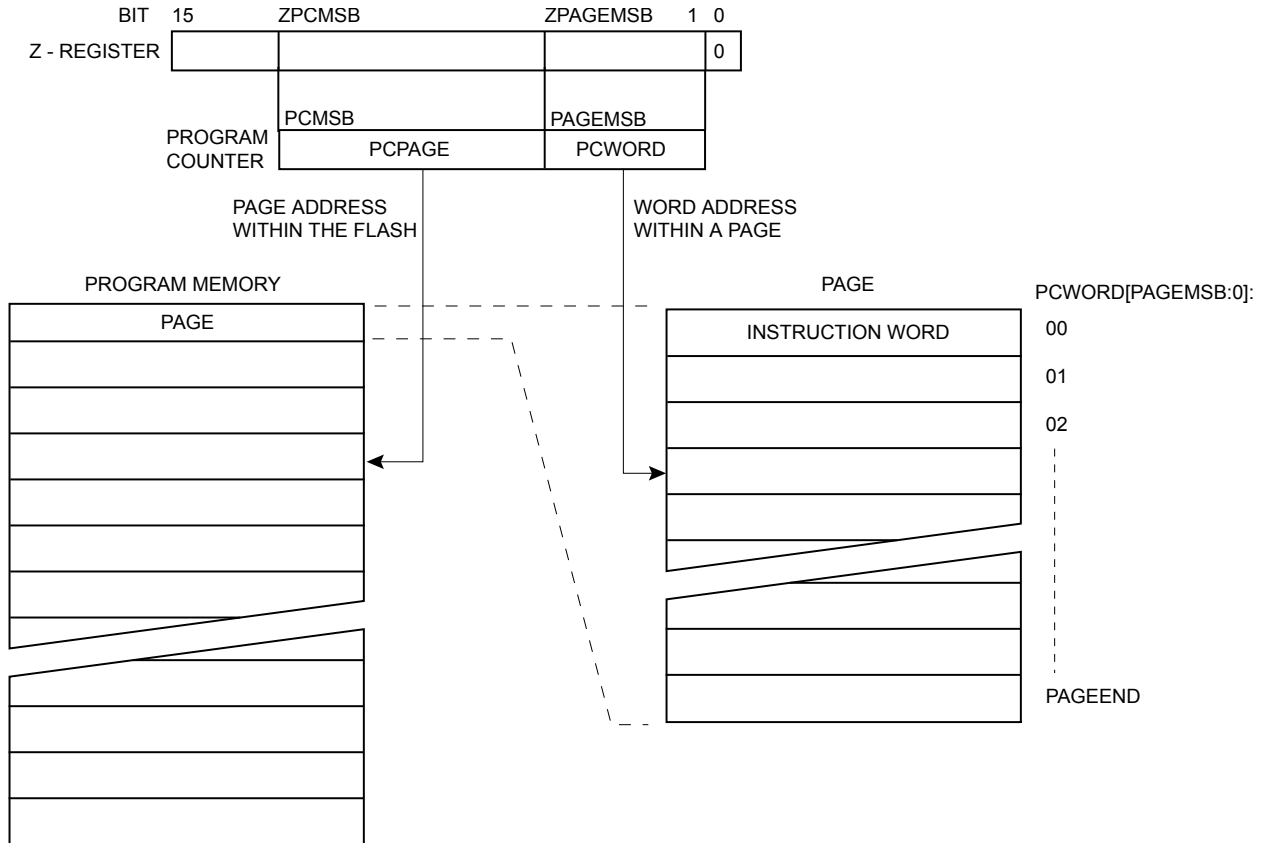 BIT 15 ZPCMSB ZPAGEMSB 1 0
Z - REGISTER 0
PCMSB PAGEMSB
PROGRAM
COUNTER
PCPAGE PCWORD
PAGE ADDRESS
WITHIN THE FLASH
WORD ADDRESS
WITHIN A PAGE
PROGRAM MEMORY
PAGE
PAGE
PCWORD[PAGEMSB:0]:
INSTRUCTION WORD
00
01
02
PAGEEND